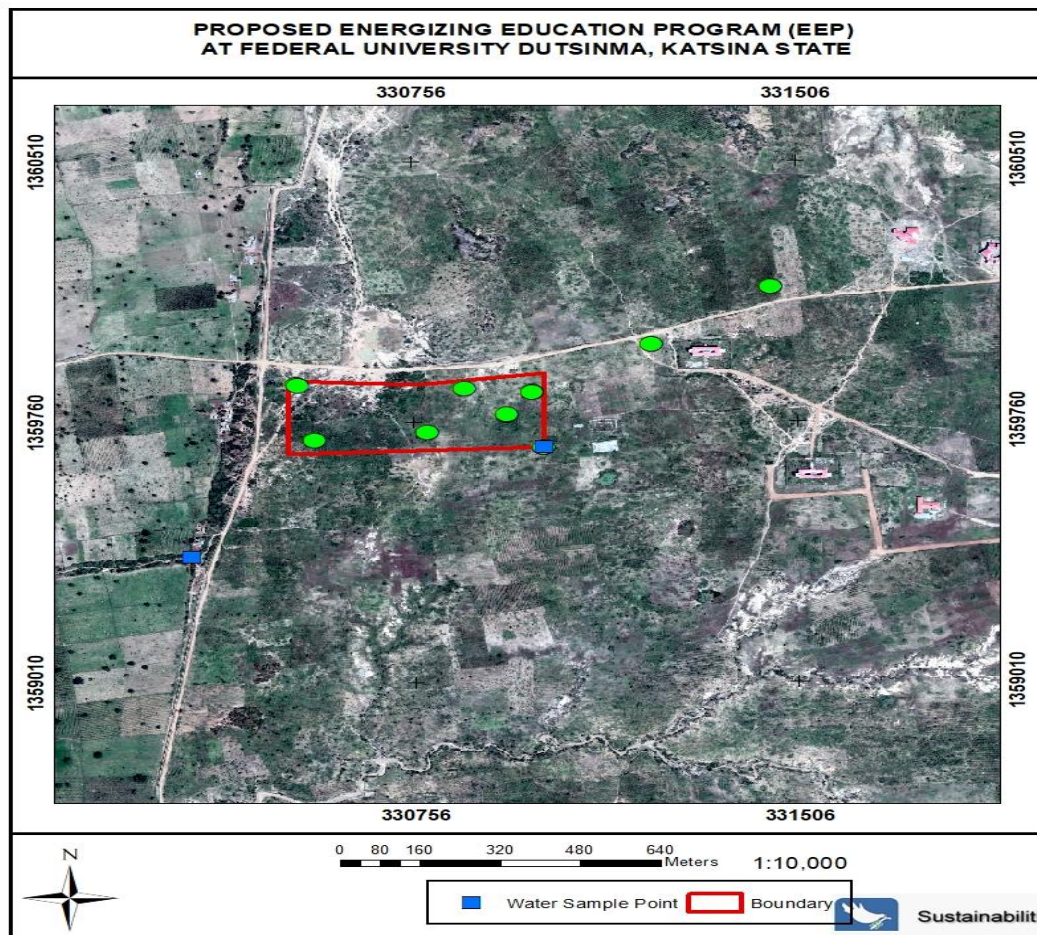 PROPOSED ENERGIZING EDUCATION PROGRAM (EEP)
AT FEDERAL UNIVERSITY DUTSINMA, KATSINA STATE
330756 331506
1360510 1360510
1359760 1359760
1359010 1359010
330756 331506
N
0 80 160 320 480 640
Meters 1:10,000
Water Sample Point Boundary
Sustainabilit